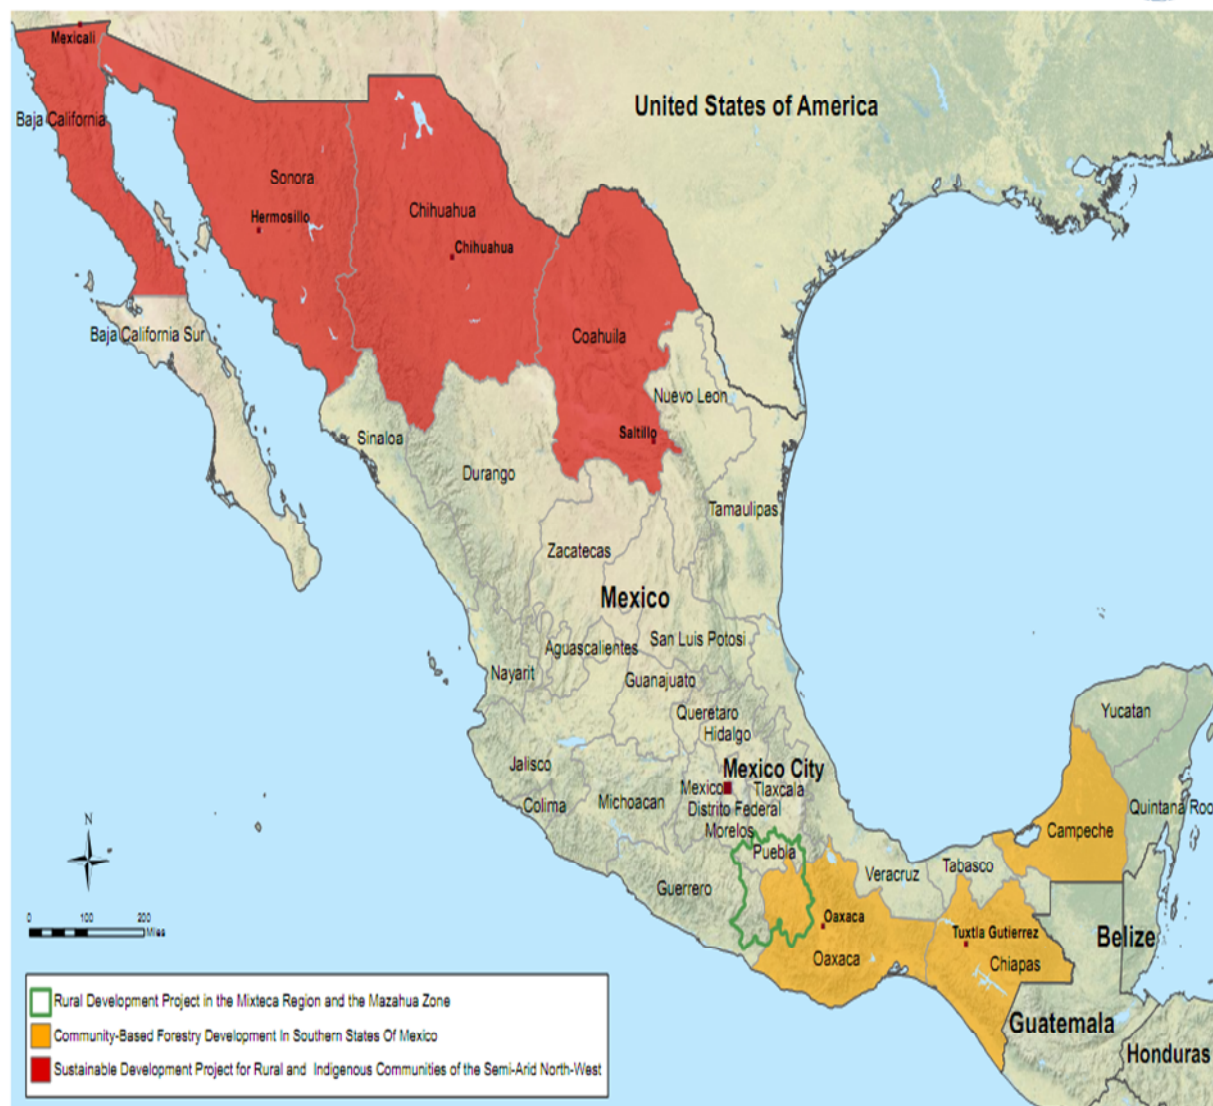 Mexicali
Baja California
United States of America
Sonora
Hermosillo
Chihuahua
Chihuahua
Coahuila
Baja California Sur
Nuevo Leon
Saltillo
Sinaloa
Durango
Tamaulipas
Zacatecas
Mexico
San Luis Potosi
Aguascalientes
Nayarit
Guanajuato
Queretaro
Hidalgo
Yucatan
Jalisco
Mexico City
Mexico
Tlaxcala
Colima
Michoacan
Distrito Federal
Quintana Roo
Morelos
Campeche
Puebla
Veracruz
Tabasco
Guerrero
Oaxaca
Tuxtla Gutierrez
Belize
Oaxaca
Chiapas
Guatemala
Honduras
N
0 100 200
Miles
Rural Development Project in the Mixteca Region and the Mazahua Zone
Community-Based Forestry Development In Southern States Of Mexico
Sustainable Development Project for Rural and Indigenous Communities of the Semi-Arid North-West